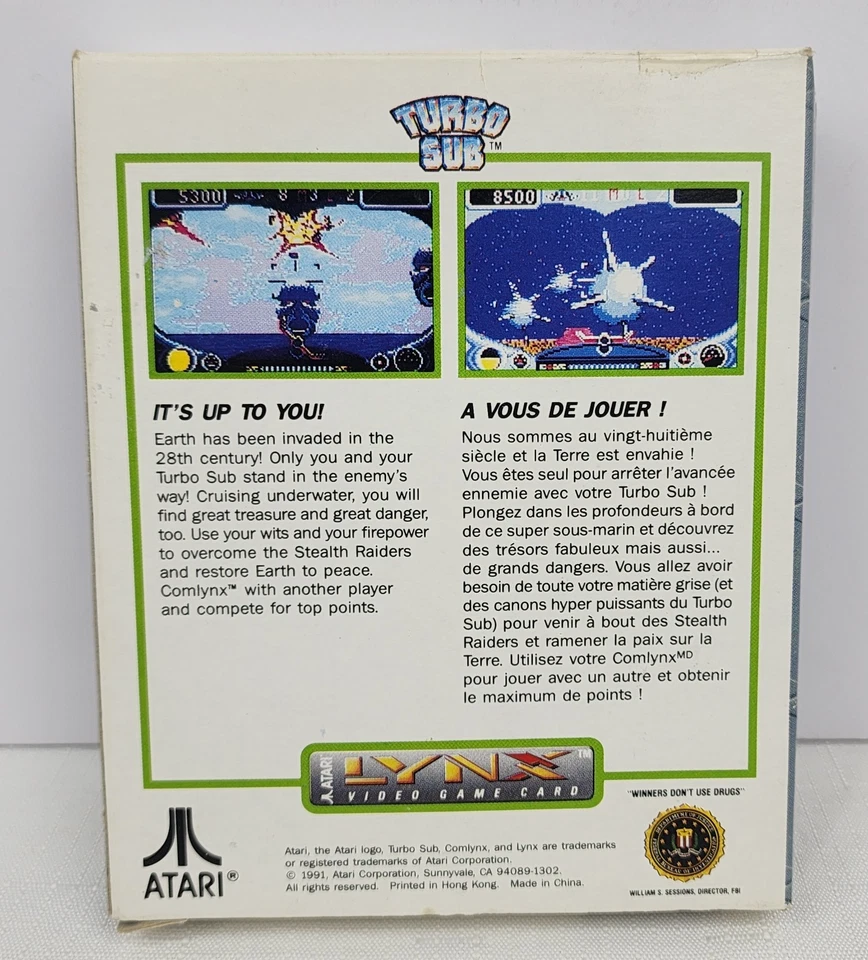 TURBO
SUB™
5300
8500
IT'S UP TO YOU!
Earth has been invaded in the
28th century! Only you and your
Turbo Sub stand in the enemy's
way! Cruising underwater, you will
find great treasure and great danger,
too. Use your wits and your firepower
to overcome the Stealth Raiders
and restore Earth to peace.
Comlynx™ with another player
and compete for top points.
A VOUS DE JOUER !
Nous sommes au vingt-huitième
siècle et la Terre est envahie !
Vous êtes seul pour arrêter l'avancée
ennemie avec votre Turbo Sub !
Plongez dans les profondeurs à bord
de ce super sous-marin et découvrez
des trésors fabuleux mais aussi...
de grands dangers. Vous allez avoir
besoin de toute votre matière grise (et
des canons hyper puissants du Turbo
Sub) pour venir à bout des Stealth
Raiders et ramener la paix sur la
Terre. Utilisez votre Comlynxᴹᴰ
pour jouer avec un autre et obtenir
le maximum de points !
ATARI LYNX™
VIDEO GAME CARD
"WINNERS DON'T USE DRUGS"
WILLIAM S. SESSIONS, DIRECTOR, FBI
ATARI®
Atari, the Atari logo, Turbo Sub, Comlynx, and Lynx are trademarks
or registered trademarks of Atari Corporation.
© 1991, Atari Corporation, Sunnyvale, CA 94089-1302.
All rights reserved. Printed in Hong Kong. Made in China.